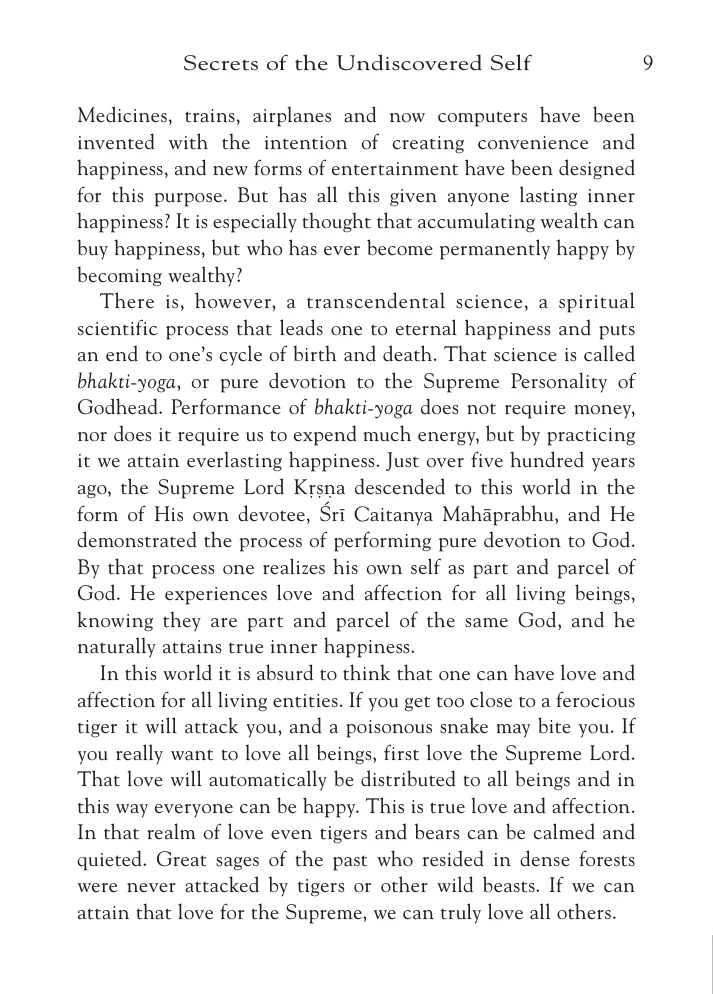 Secrets of the Undiscovered Self 9
Medicines, trains, airplanes and now computers have been
invented with the intention of creating convenience and
happiness, and new forms of entertainment have been designed
for this purpose. But has all this given anyone lasting inner
happiness? It is especially thought that accumulating wealth can
buy happiness, but who has ever become permanently happy by
becoming wealthy?
There is, however, a transcendental science, a spiritual
scientific process that leads one to eternal happiness and puts
an end to one’s cycle of birth and death. That science is called
bhakti-yoga, or pure devotion to the Supreme Personality of
Godhead. Performance of bhakti-yoga does not require money,
nor does it require us to expend much energy, but by practicing
it we attain everlasting happiness. Just over five hundred years
ago, the Supreme Lord Kṛṣṇa descended to this world in the
form of His own devotee, Śrī Caitanya Mahāprabhu, and He
demonstrated the process of performing pure devotion to God.
By that process one realizes his own self as part and parcel of
God. He experiences love and affection for all living beings,
knowing they are part and parcel of the same God, and he
naturally attains true inner happiness.
In this world it is absurd to think that one can have love and
affection for all living entities. If you get too close to a ferocious
tiger it will attack you, and a poisonous snake may bite you. If
you really want to love all beings, first love the Supreme Lord.
That love will automatically be distributed to all beings and in
this way everyone can be happy. This is true love and affection.
In that realm of love even tigers and bears can be calmed and
quieted. Great sages of the past who resided in dense forests
were never attacked by tigers or other wild beasts. If we can
attain that love for the Supreme, we can truly love all others.